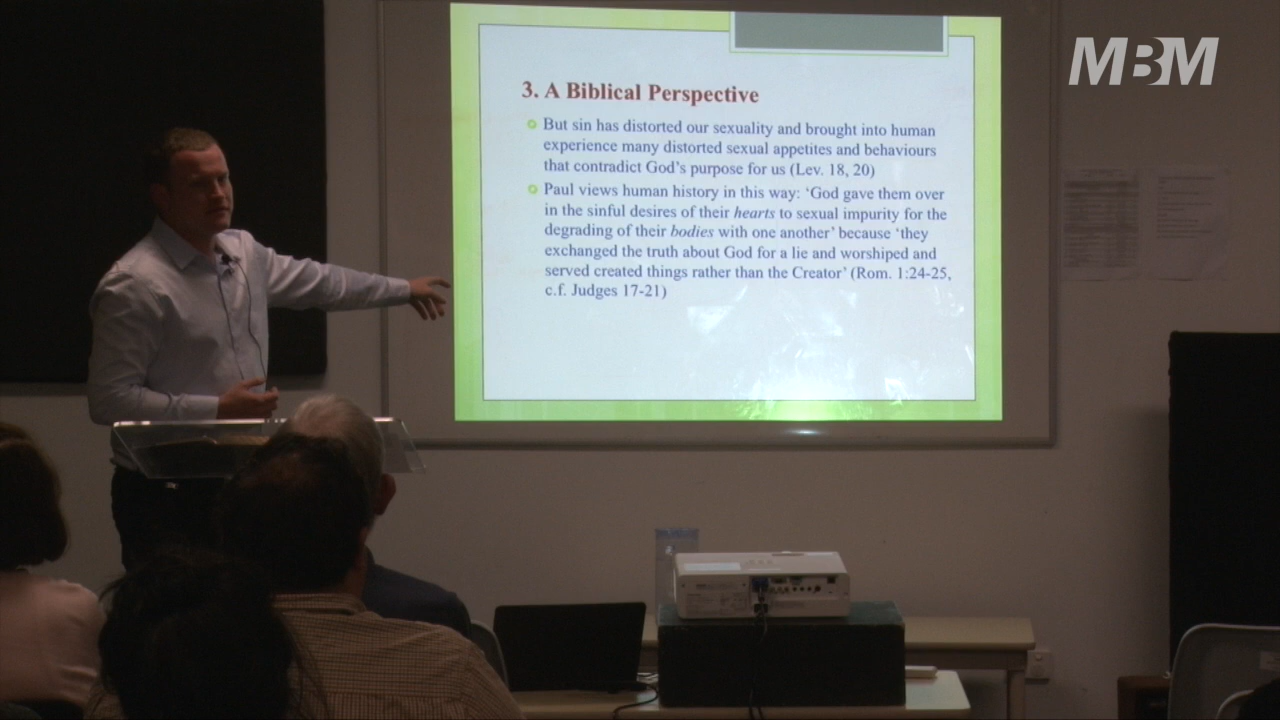 MBM
3. A Biblical Perspective
But sin has distorted our sexuality and brought into human
experience many distorted sexual appetites and behaviours
that contradict God's purpose for us (Lev. 18, 20)
Paul views human history in this way: ‘God gave them over
in the sinful desires of their hearts to sexual impurity for the
degrading of their bodies with one another’ because ‘they
exchanged the truth about God for a lie and worshiped and
served created things rather than the Creator’ (Rom. 1:24-25,
c.f. Judges 17-21)